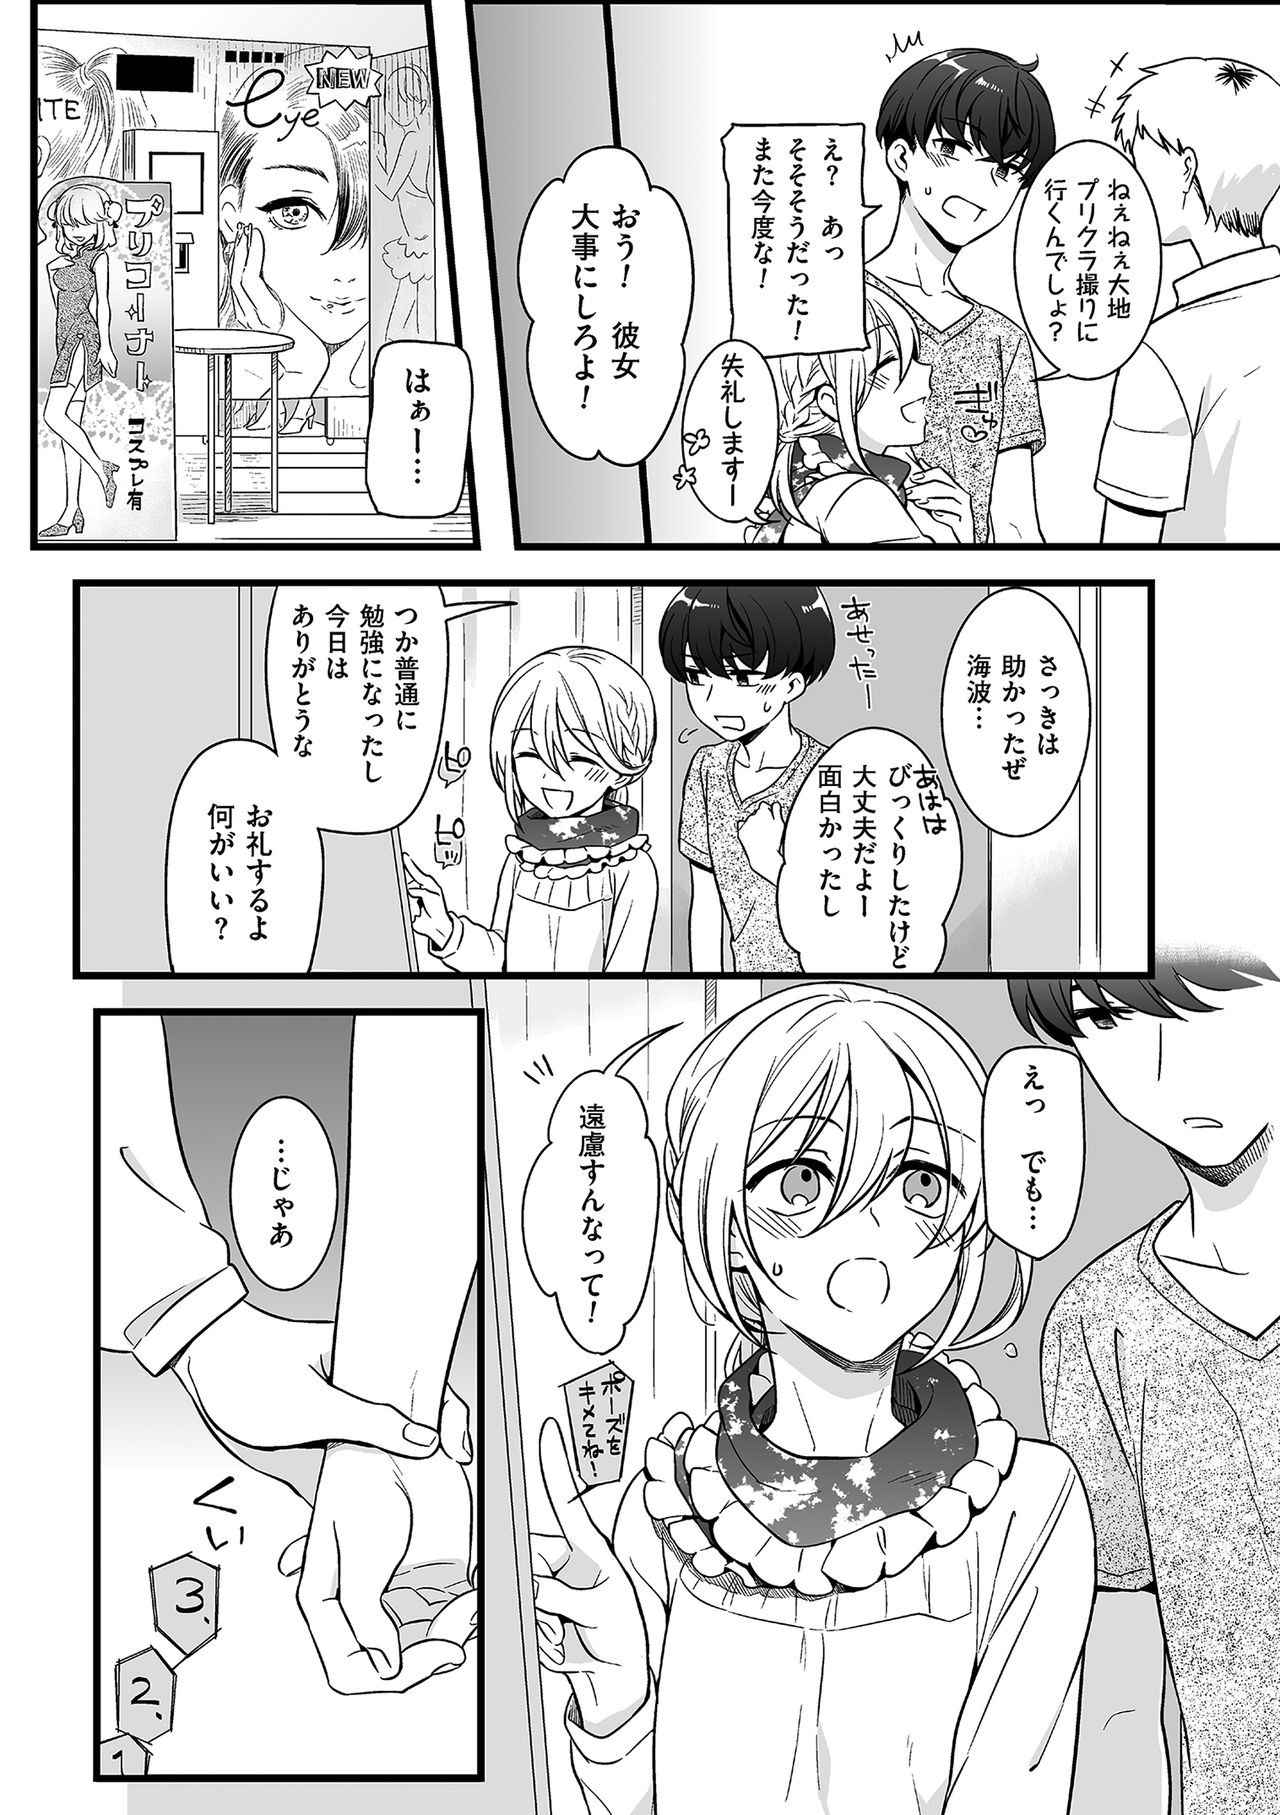 ねぇねぇ大地
プリクラ撮りに
行くんでしょ？
え？　あっ
そそそうだった！
また今度な！
ぎゅ♡
失礼しますー
おう！　彼女
大事にしろよ！
はぁー…
ITE
eye
NEW
プリコーナー
コスプレ有
さっきは
助かったぜ
海波…
あせったー
あはは
びっくりしたけど
大丈夫だよー
面白かったし
つか普通に
勉強になったし
今日は
ありがとうな
ピ
ピッ
お礼するよ
何がいい？
えっ　でも…
遠慮すんなって！
ポーズを
キメてね！
…じゃあ
くい
3.
2.
1